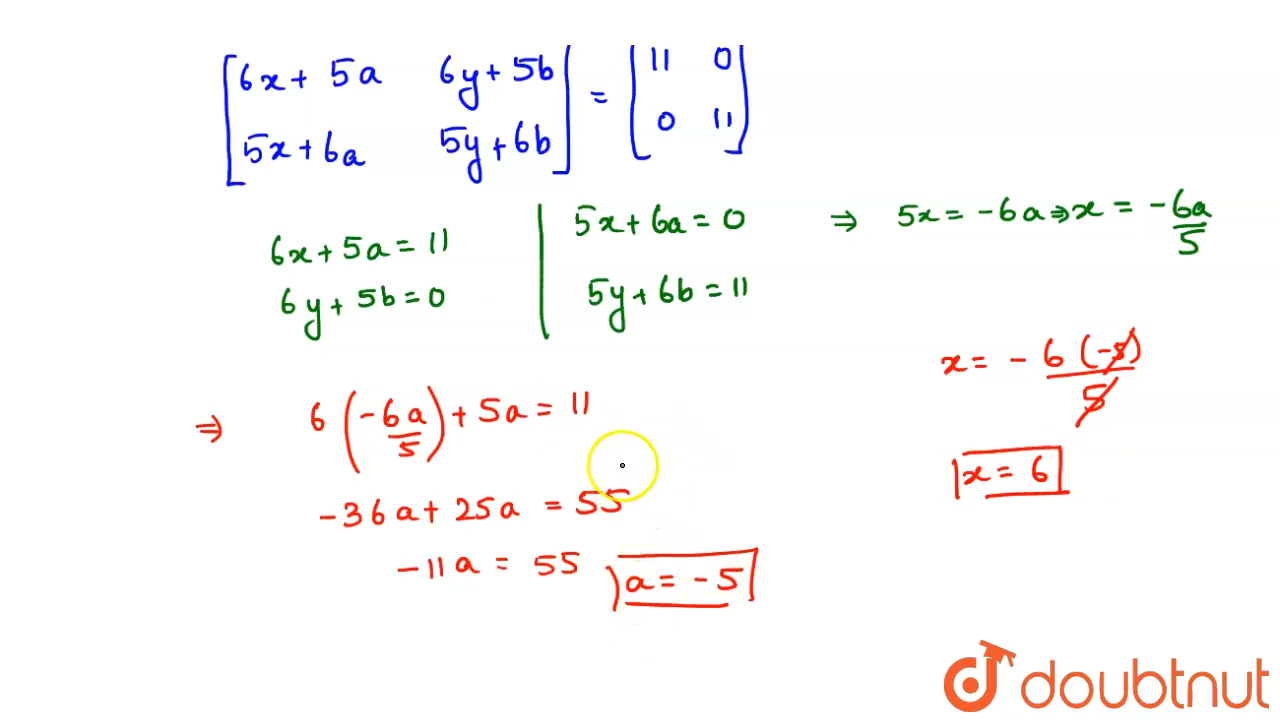 [6x + 5a 6y + 5b] = [11 0]
[5x + 6a 5y + 6b] [0 11]
6x + 5a = 11 | 5x + 6a = 0 ⇒ 5x = -6a ⇒ x = -6a/5
6y + 5b = 0 | 5y + 6b = 11
x = -6(-5)/5
⇒ 6(-6a/5) + 5a = 11
x = 6
-36a + 25a = 55
-11a = 55 a = -5
doubtnut